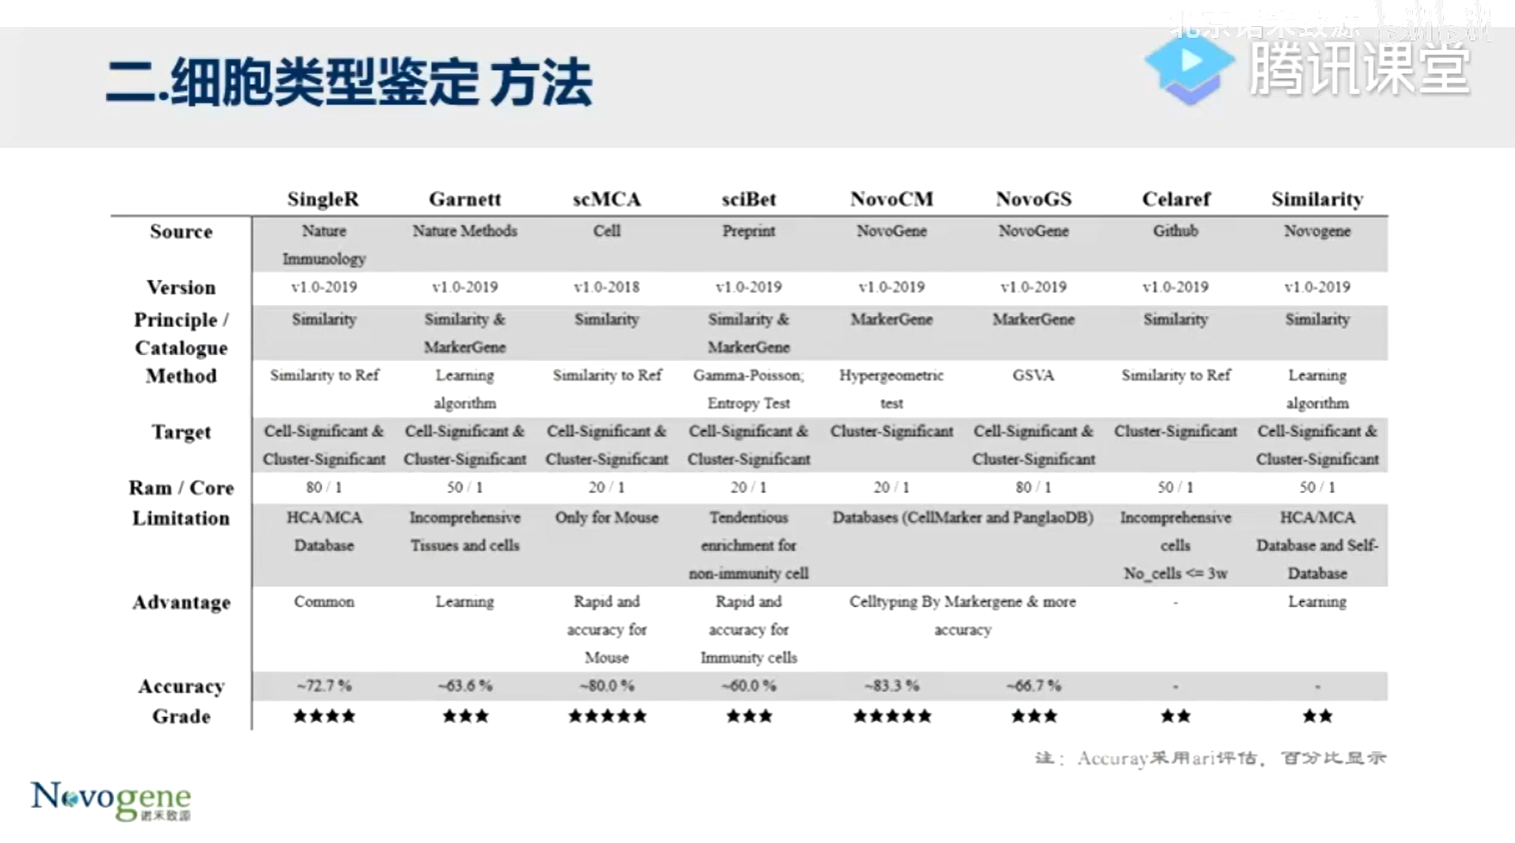 北京诺禾致源
腾讯课堂
二.细胞类型鉴定 方法
SingleR Garnett scMCA sciBet NovoCM NovoGS Celaref Similarity
Source Nature Immunology Nature Methods Cell Preprint NovoGene NovoGene Github Novogene
Version v1.0-2019 v1.0-2019 v1.0-2018 v1.0-2019 v1.0-2019 v1.0-2019 v1.0-2019 v1.0-2019
Principle / Catalogue Similarity Similarity & MarkerGene Similarity Similarity & MarkerGene MarkerGene MarkerGene Similarity Similarity
Method Similarity to Ref Learning algorithm Similarity to Ref Gamma-Poisson; Entropy Test Hypergeometric test GSVA Similarity to Ref Learning algorithm
Target Cell-Significant & Cluster-Significant Cell-Significant & Cluster-Significant Cell-Significant & Cluster-Significant Cell-Significant & Cluster-Significant Cluster-Significant Cell-Significant & Cluster-Significant Cluster-Significant Cell-Significant & Cluster-Significant
Ram / Core 80 / 1 50 / 1 20 / 1 20 / 1 20 / 1 80 / 1 50 / 1 50 / 1
Limitation HCA/MCA Database Incomprehensive Tissues and cells Only for Mouse Tendentious enrichment for non-immunity cell Databases (CellMarker and PanglaoDB) Incomprehensive cells No_cells <= 3w HCA/MCA Database and Self-Database
Advantage Common Learning Rapid and accuracy for Mouse Rapid and accuracy for Immunity cells Celltyping By Markergene & more accuracy - Learning
Accuracy ~72.7 % ~63.6 % ~80.0 % ~60.0 % ~83.3 % ~66.7 % - -
Grade ★★★★ ★★★ ★★★★★ ★★★ ★★★★★ ★★★ ★★ ★★
注：Accuray采用ari评估，百分比显示
Novogene
诺禾致源